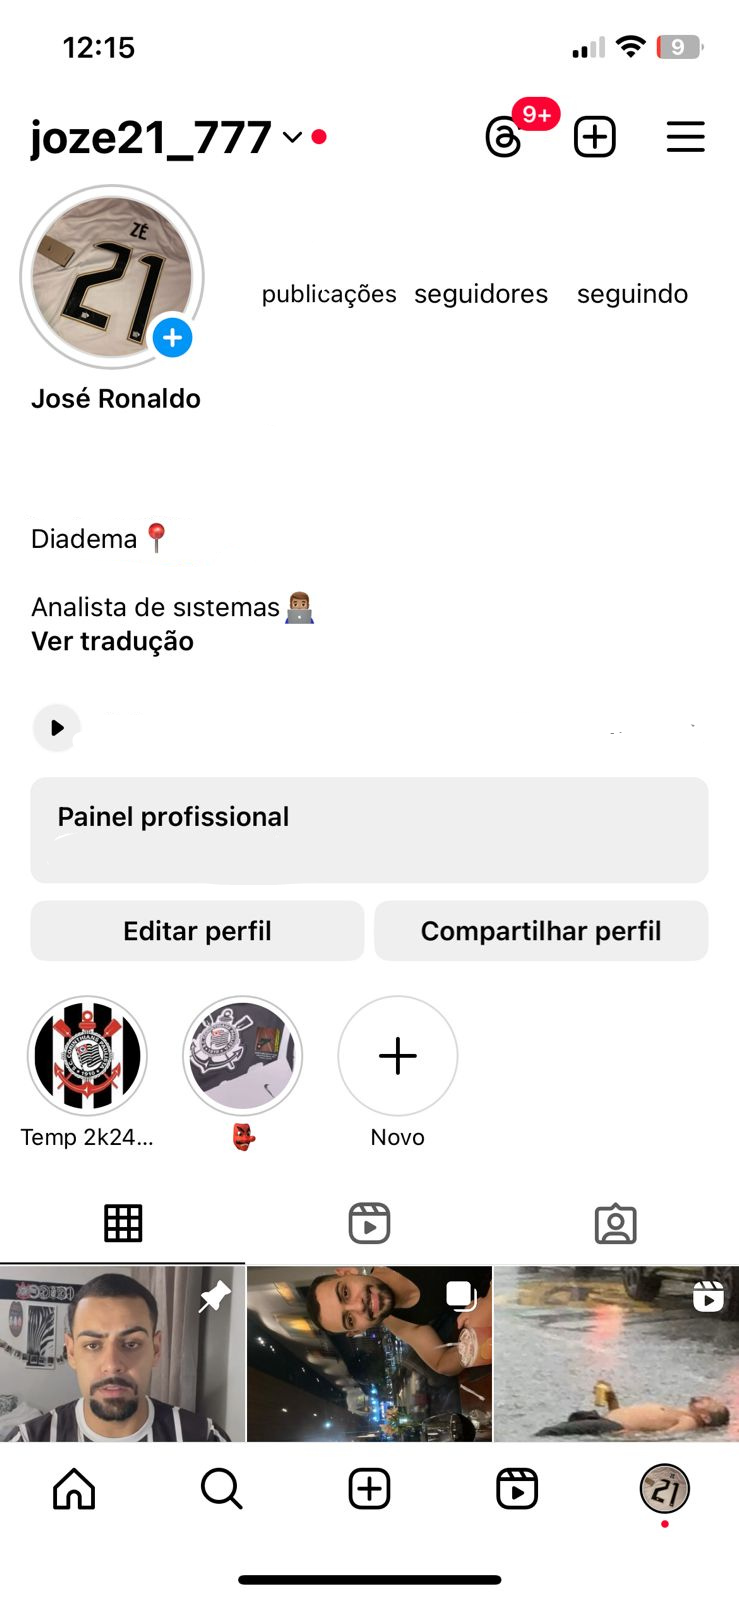 12:15
9
joze21_777
9+
ZÉ
21
publicações seguidores seguindo
José Ronaldo
Diadema
Analista de sistemas
Ver tradução
Painel profissional
Editar perfil
Compartilhar perfil
Temp 2k24...
Novo
21